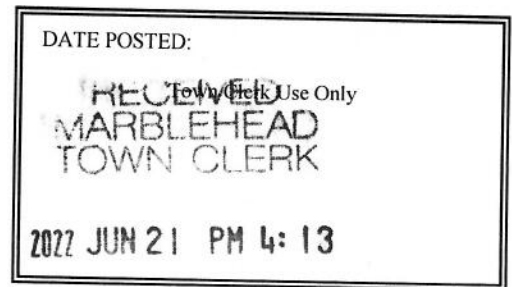 DATE POSTED:
Town Clerk Use Only
RECEIVED
MARBLEHEAD
TOWN CLERK
2022 JUN 21 PM 4: 13